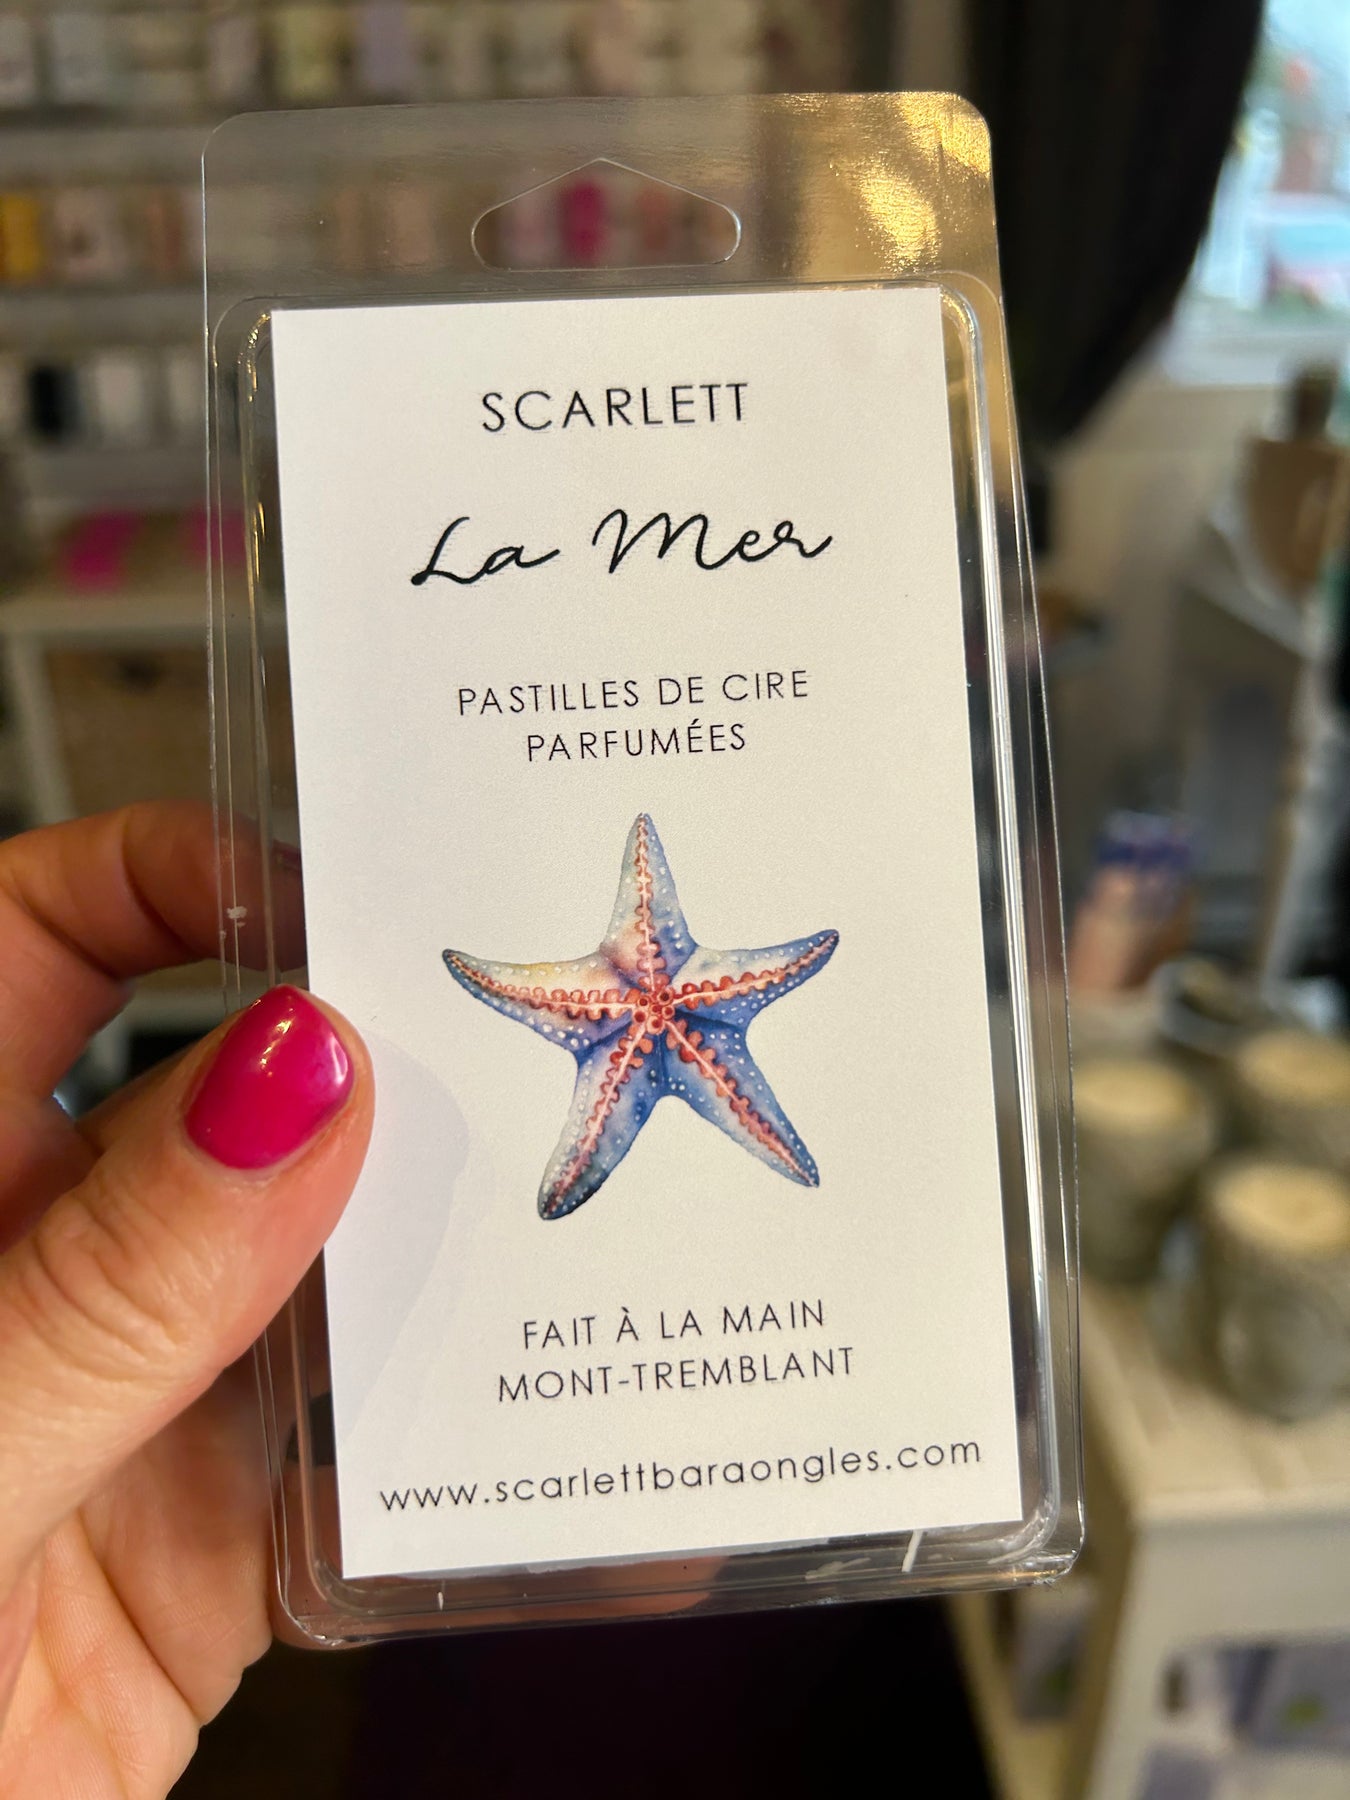 SCARLETT
La Mer
PASTILLES DE CIRE
PARFUMÉES
FAIT À LA MAIN
MONT-TREMBLANT
www.scarlettbaraongles.com